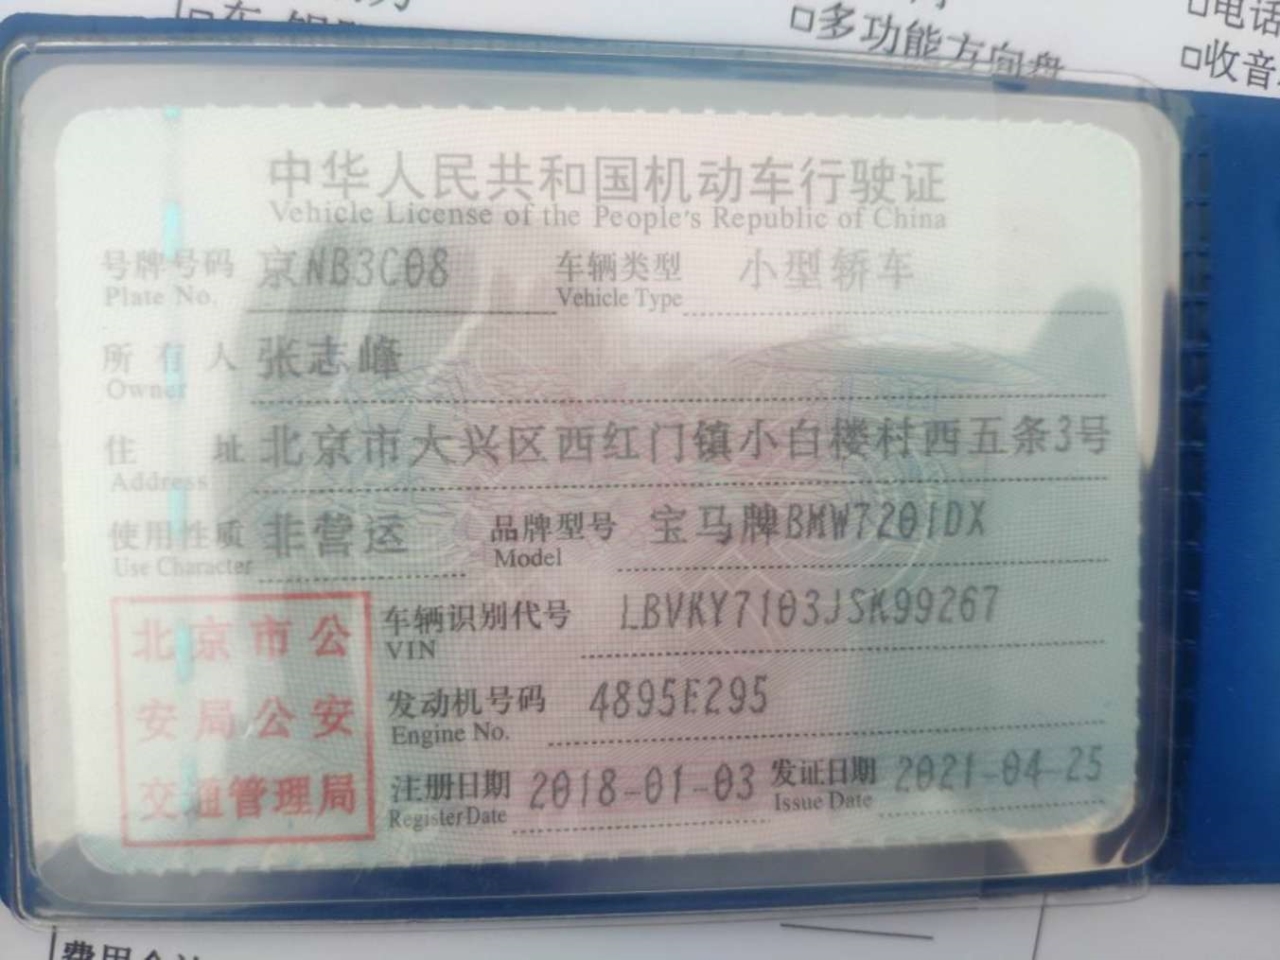 □多功能方向盘
□电话
□收音
中华人民共和国机动车行驶证
Vehicle License of the People's Republic of China
号牌号码 京NB3C08 车辆类型 小型轿车
Plate No. Vehicle Type
所有人 张志峰
Owner
住址 北京市大兴区西红门镇小白楼村西五条3号
Address
使用性质 非营运 品牌型号 宝马牌BMW7201DX
Use Character Model
北京市公
安局公安
交通管理局
车辆识别代号 LBVKY7103JSK99267
VIN
发动机号码 4895E295
Engine No.
注册日期 2018-01-03 发证日期 2021-04-25
Register Date Issue Date
费用合计